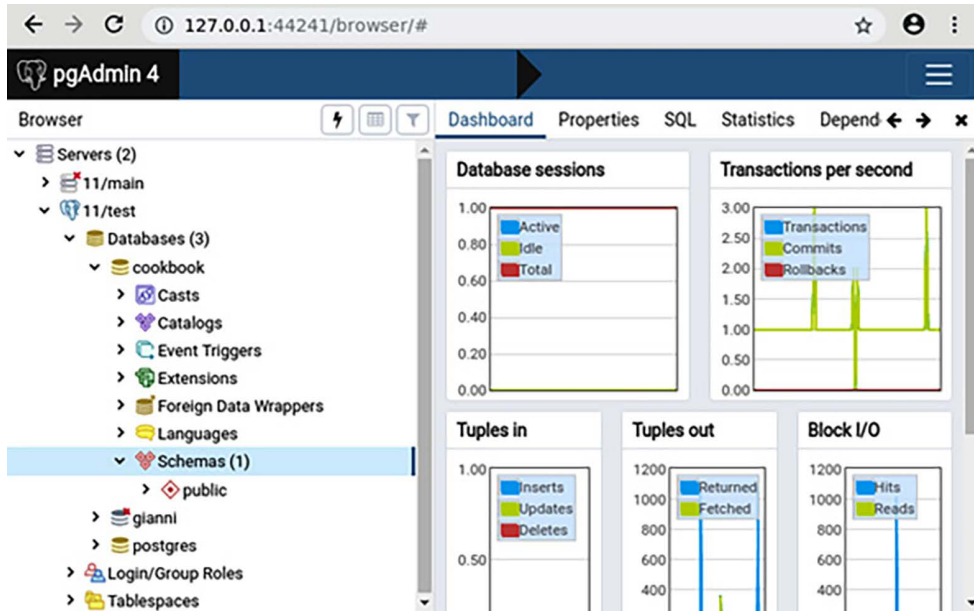 127.0.0.1:44241/browser/#
pgAdmin 4
Browser
Servers (2)
11/main
11/test
Databases (3)
cookbook
Casts
Catalogs
Event Triggers
Extensions
Foreign Data Wrappers
Languages
Schemas (1)
public
gianni
postgres
Login/Group Roles
Tablespaces
Dashboard Properties SQL Statistics Depend
Database sessions
1.00
0.80
0.60
0.40
0.20
0.00
Active
Idle
Total
Transactions per second
3.00
2.50
2.00
1.50
1.00
0.50
0.00
Transactions
Commits
Rollbacks
Tuples in
1.00
0.50
Inserts
Updates
Deletes
Tuples out
1200
1000
800
600
400
Returned
Fetched
Block I/O
1200
1000
800
600
400
Hits
Reads